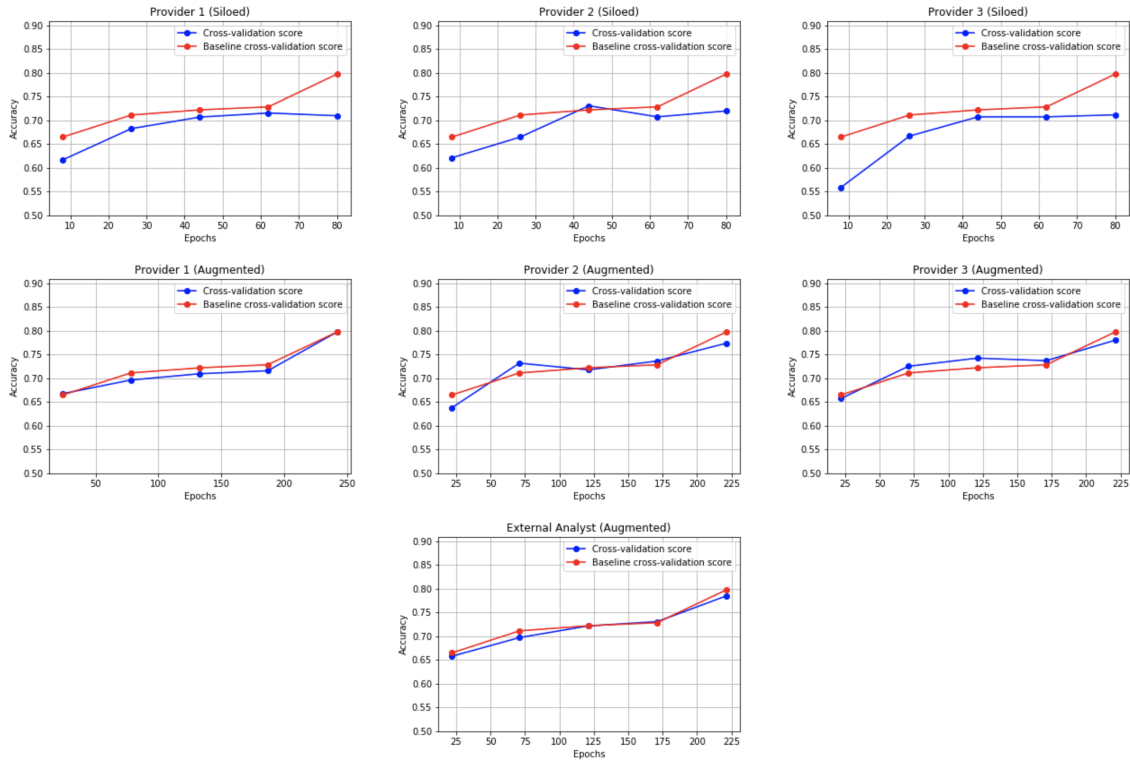 Provider 1 (Siloed)
Cross-validation score
Baseline cross-validation score
0.90
0.85
0.80
0.75
0.70
0.65
0.60
0.55
0.50
Accuracy
10 20 30 40 50 60 70 80
Epochs
Provider 2 (Siloed)
Cross-validation score
Baseline cross-validation score
0.90
0.85
0.80
0.75
0.70
0.65
0.60
0.55
0.50
Accuracy
10 20 30 40 50 60 70 80
Epochs
Provider 3 (Siloed)
Cross-validation score
Baseline cross-validation score
0.90
0.85
0.80
0.75
0.70
0.65
0.60
0.55
0.50
Accuracy
10 20 30 40 50 60 70 80
Epochs
Provider 1 (Augmented)
Cross-validation score
Baseline cross-validation score
0.90
0.85
0.80
0.75
0.70
0.65
0.60
0.55
0.50
Accuracy
50 100 150 200 250
Epochs
Provider 2 (Augmented)
Cross-validation score
Baseline cross-validation score
0.90
0.85
0.80
0.75
0.70
0.65
0.60
0.55
0.50
Accuracy
25 50 75 100 125 150 175 200 225
Epochs
Provider 3 (Augmented)
Cross-validation score
Baseline cross-validation score
0.90
0.85
0.80
0.75
0.70
0.65
0.60
0.55
0.50
Accuracy
25 50 75 100 125 150 175 200 225
Epochs
External Analyst (Augmented)
Cross-validation score
Baseline cross-validation score
0.90
0.85
0.80
0.75
0.70
0.65
0.60
0.55
0.50
Accuracy
25 50 75 100 125 150 175 200 225
Epochs